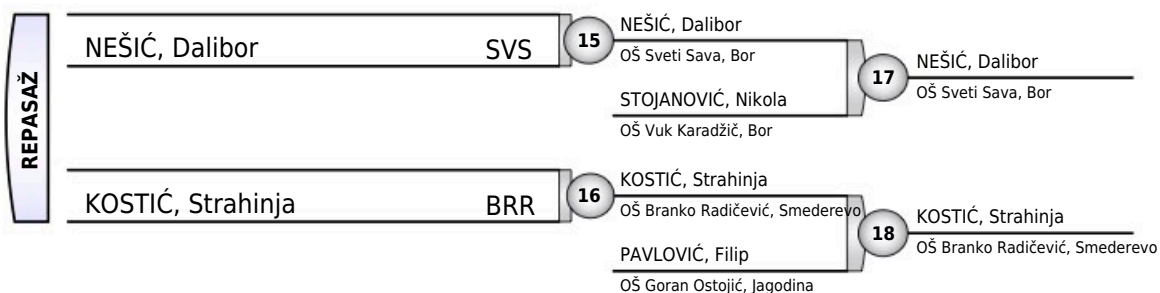 REPASAŽ
NEŠIĆ, Dalibor SVS
15
NEŠIĆ, Dalibor
OŠ Sveti Sava, Bor
STOJANOVIĆ, Nikola
OŠ Vuk Karadžič, Bor
17
NEŠIĆ, Dalibor
OŠ Sveti Sava, Bor
KOSTIĆ, Strahinja BRR
16
KOSTIĆ, Strahinja
OŠ Branko Radičević, Smederevo
PAVLOVIĆ, Filip
OŠ Goran Ostojić, Jagodina
18
KOSTIĆ, Strahinja
OŠ Branko Radičević, Smederevo